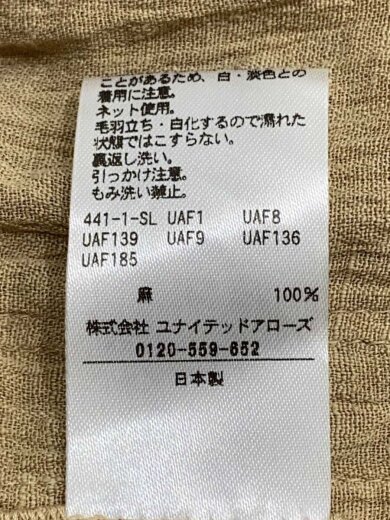 ことがあるため、白・淡色との
着用に注意。
ネット使用。
毛羽立ち・白化するので濡れた
状態ではこすらない。
裏返し洗い。
引っかけ注意。
もみ洗い禁止。
441-1-SL UAF1 UAF8
UAF139 UAF9 UAF136
UAF185
麻 100%
株式会社 ユナイテッドアローズ
0120-559-652
日本製